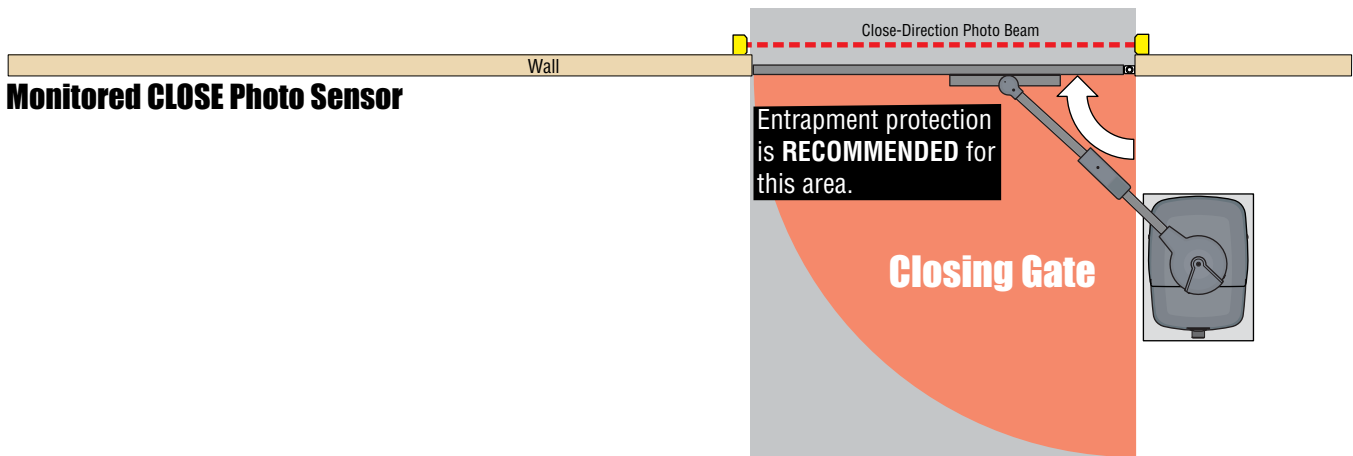 Close-Direction Photo Beam
Wall
Monitored CLOSE Photo Sensor
Entrapment protection
is RECOMMENDED for
this area.
Closing Gate